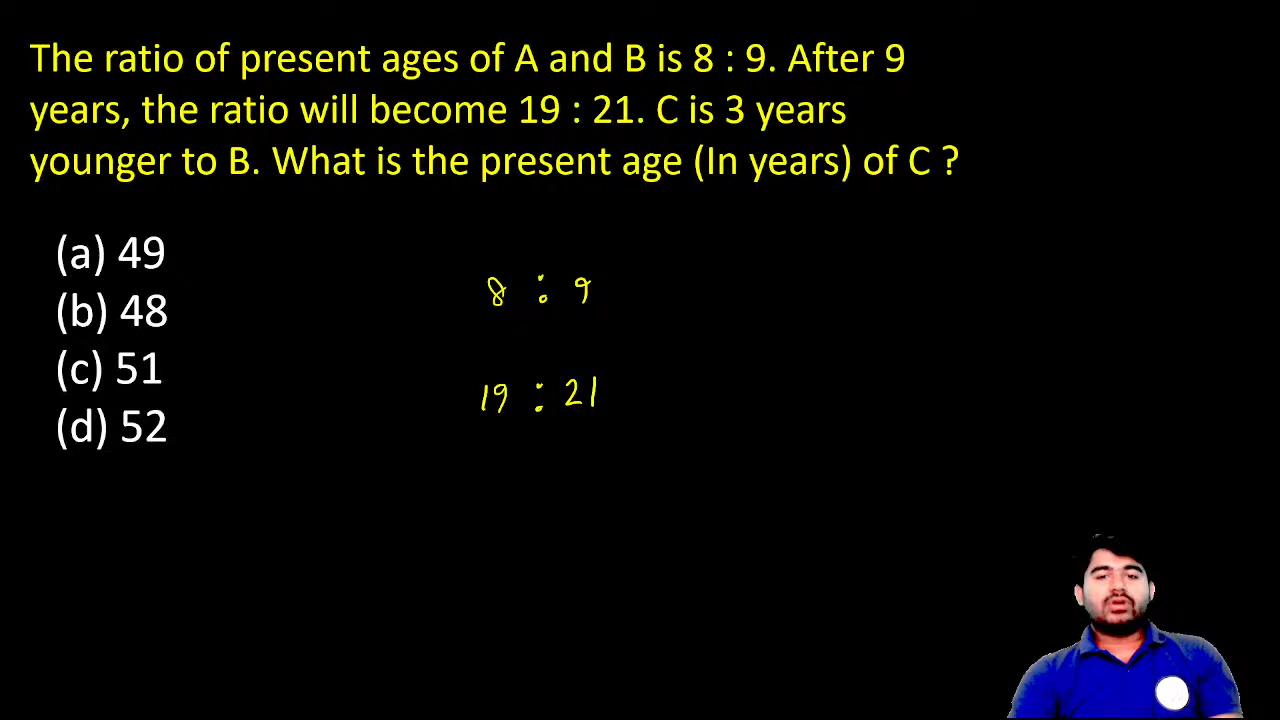 The ratio of present ages of A and B is 8 : 9. After 9
years, the ratio will become 19 : 21. C is 3 years
younger to B. What is the present age (In years) of C ?
(a) 49
(b) 48
(c) 51
(d) 52
8 : 9
19 : 21